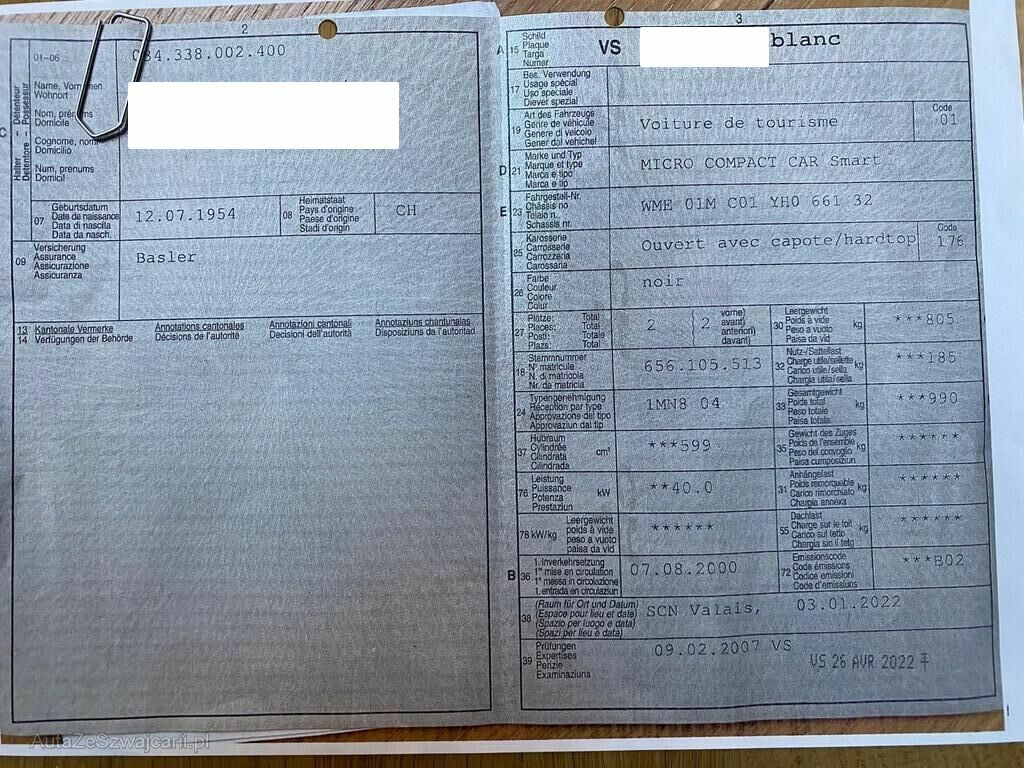 2
01-06
084.338.002.400
Halter – Détenteur
Detentore – Possessur
C
Name, Vornamen
Wohnort
Nom, prénoms
Domicile
Cognome, nomi
Domicilio
Num, prenums
Domicil
07
Geburtsdatum
Date de naissance
Data di nascita
Data da nasch.
12.07.1954
08
Heimatstaat
Pays d'origine
Paese d'origine
Stadi d'origin
CH
09
Versicherung
Assurance
Assicurazione
Assicuranza
Basler
13
14
Kantonale Vermerke
Verfügungen der Behörde
Annotations cantonales
Décisions de l'autorité
Annotazioni cantonali
Decisioni dell'autorità
Annotaziuns chantunalas
Disposiziuns da l'autoritad
3
A
15
Schild
Plaque
Targa
Numer
VS
blanc
17
Bes. Verwendung
Usage spécial
Uso speciale
Diever spezial
19
Art des Fahrzeugs
Genre de véhicule
Genere di veicolo
Gener dal vehichel
Voiture de tourisme
Code
01
D
21
Marke und Typ
Marque et type
Marca e tipo
Marca e tip
MICRO COMPACT CAR Smart
E
23
Fahrgestell-Nr.
Châssis no
Telaio n.
Schassis nr.
WME 01M C01 YH0 661 32
25
Karosserie
Carrosserie
Carrozzeria
Carossaria
Ouvert avec capote/hardtop
Code
176
26
Farbe
Couleur
Colore
Colur
noir
27
Plätze: Total
Places: Total
Posti: Totale
Plazs: Total
2
2
vorne)
avant)
anteriori)
davant)
30
Leergewicht
Poids à vide
Peso a vuoto
Paisa da vid
kg
***805
18
Stammnummer
N° matricule
N. di matricola
Nr. da matricla
656.105.513
32
Nutz-/Sattellast
Charge utile/sellette
Carico utile/sella
Chargia utila/sella
kg
***185
24
Typengenehmigung
Réception par type
Approvazione del tipo
Approvaziun dal tip
1MN8 04
33
Gesamtgewicht
Poids total
Peso totale
Paisa totala
kg
***990
37
Hubraum
Cylindrée
Cilindrata
Cilindrada
cm³
***599
35
Gewicht des Zuges
Poids de l'ensemble
Peso del convoglio
Paisa cumposiziun
kg
******
76
Leistung
Puissance
Potenza
Prestaziun
kW
**40.0
31
Anhängelast
Poids remorquable
Carico rimorchiato
Chargia annexa
kg
******
78 kW/kg
Leergewicht
poids à vide
peso a vuoto
paisa da vid
******
55
Dachlast
Charge sur le toit
Carico sul tetto
Chargia sin il tetg
kg
******
B
36
1. Inverkehrsetzung
1re mise en circulation
1a messa in circolazione
1. entrada en circulaziun
07.08.2000
72
Emissionscode
Code émissions
Codice emissioni
Code d'emissiuns
***B02
38
(Raum für Ort und Datum)
(Espace pour lieu et date)
(Spazio per luogo e data)
(Spazi per lieu e data)
SCN Valais, 03.01.2022
39
Prüfungen
Expertises
Perizie
Examinaziuns
09.02.2007 VS
VS 26 AVR 2022
AutaZeSzwajcarii.pl